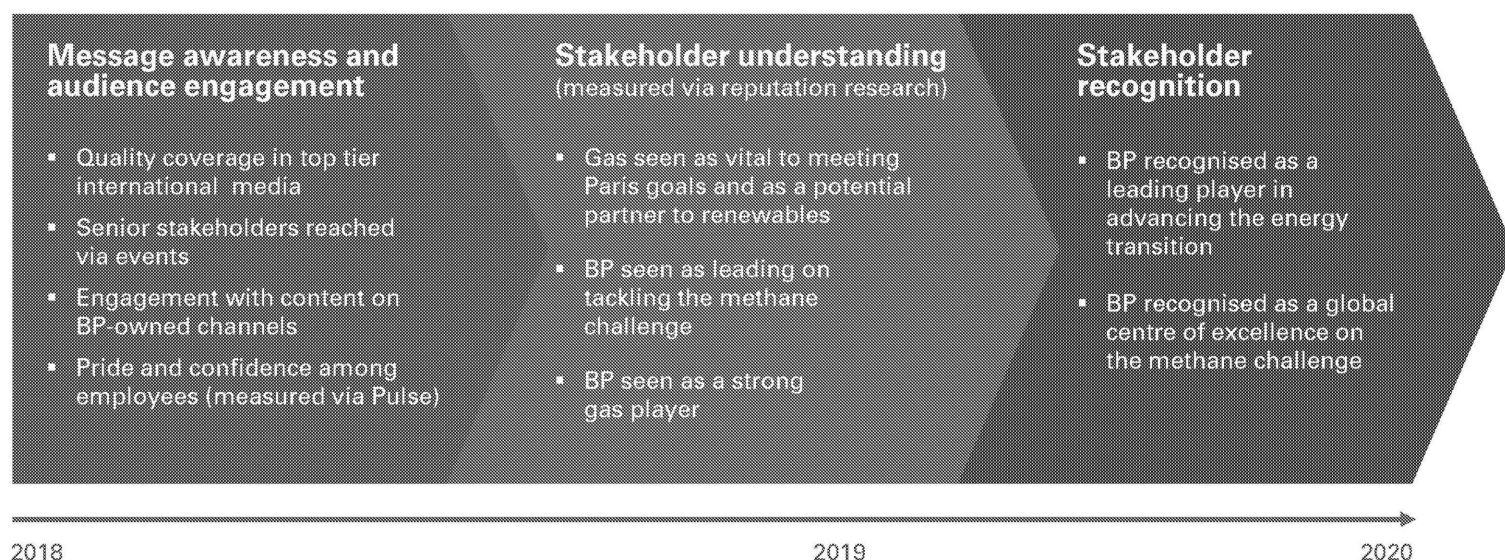 Message awareness and
audience engagement
▪ Quality coverage in top tier
international media
▪ Senior stakeholders reached
via events
▪ Engagement with content on
BP-owned channels
▪ Pride and confidence among
employees (measured via Pulse)
Stakeholder understanding
(measured via reputation research)
▪ Gas seen as vital to meeting
Paris goals and as a potential
partner to renewables
▪ BP seen as leading on
tackling the methane
challenge
▪ BP seen as a strong
gas player
Stakeholder
recognition
▪ BP recognised as a
leading player in
advancing the energy
transition
▪ BP recognised as a global
centre of excellence on
the methane challenge
2018
2019
2020